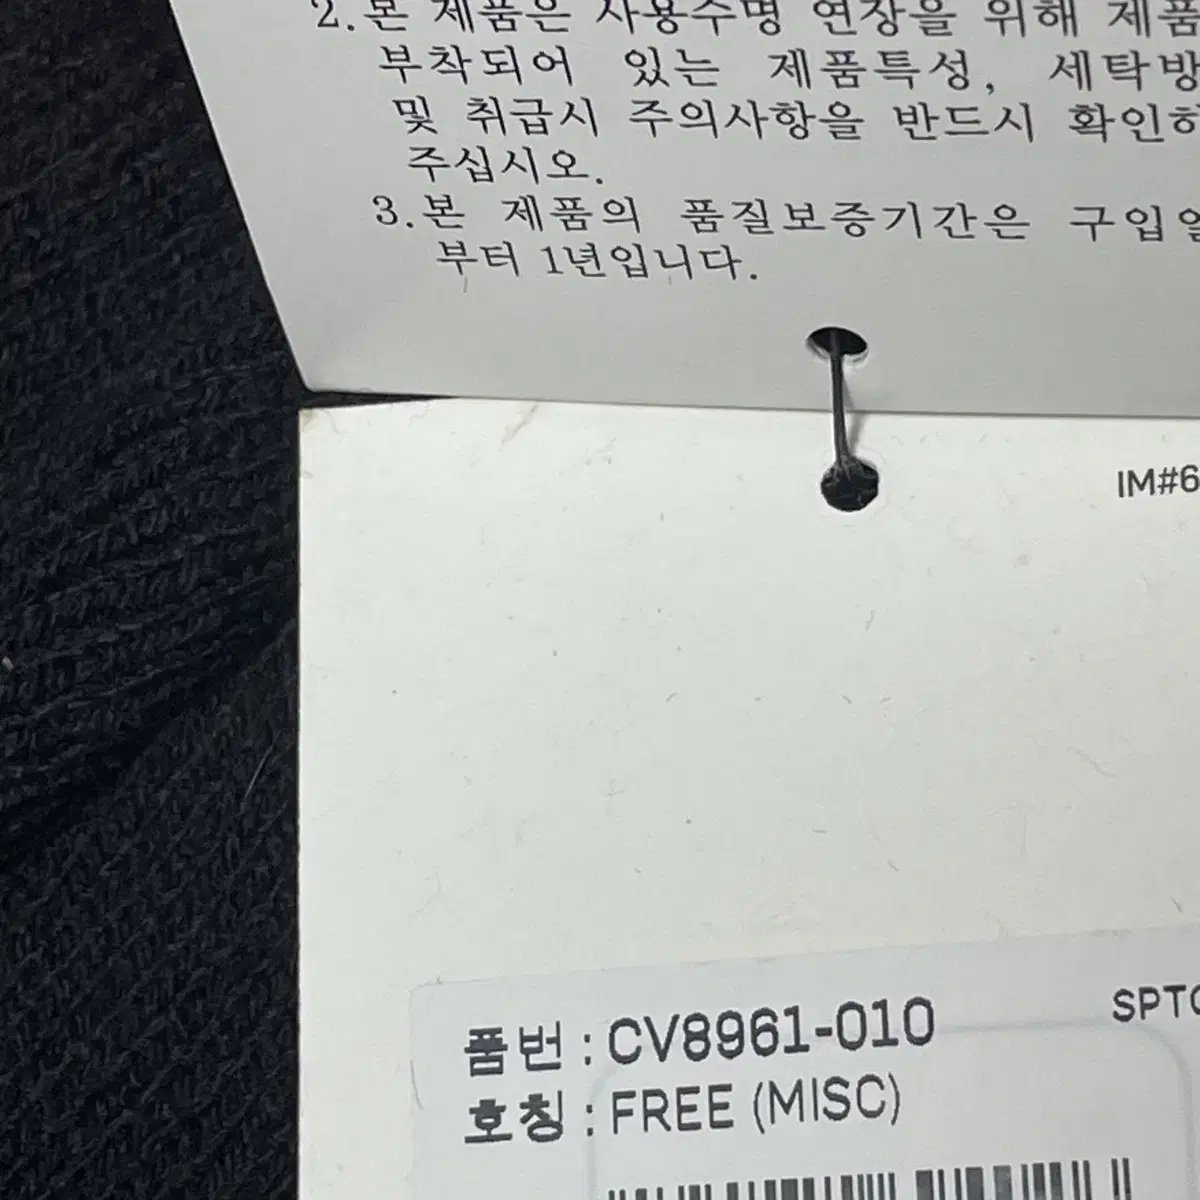 2.본 제품은 사용수명 연장을 위해 제품
부착되어 있는 제품특성, 세탁방
및 취급시 주의사항을 반드시 확인하
주십시오.
3.본 제품의 품질보증기간은 구입일
부터 1년입니다.
IM#6
SPTG
품번 : CV8961-010
호칭 : FREE (MISC)